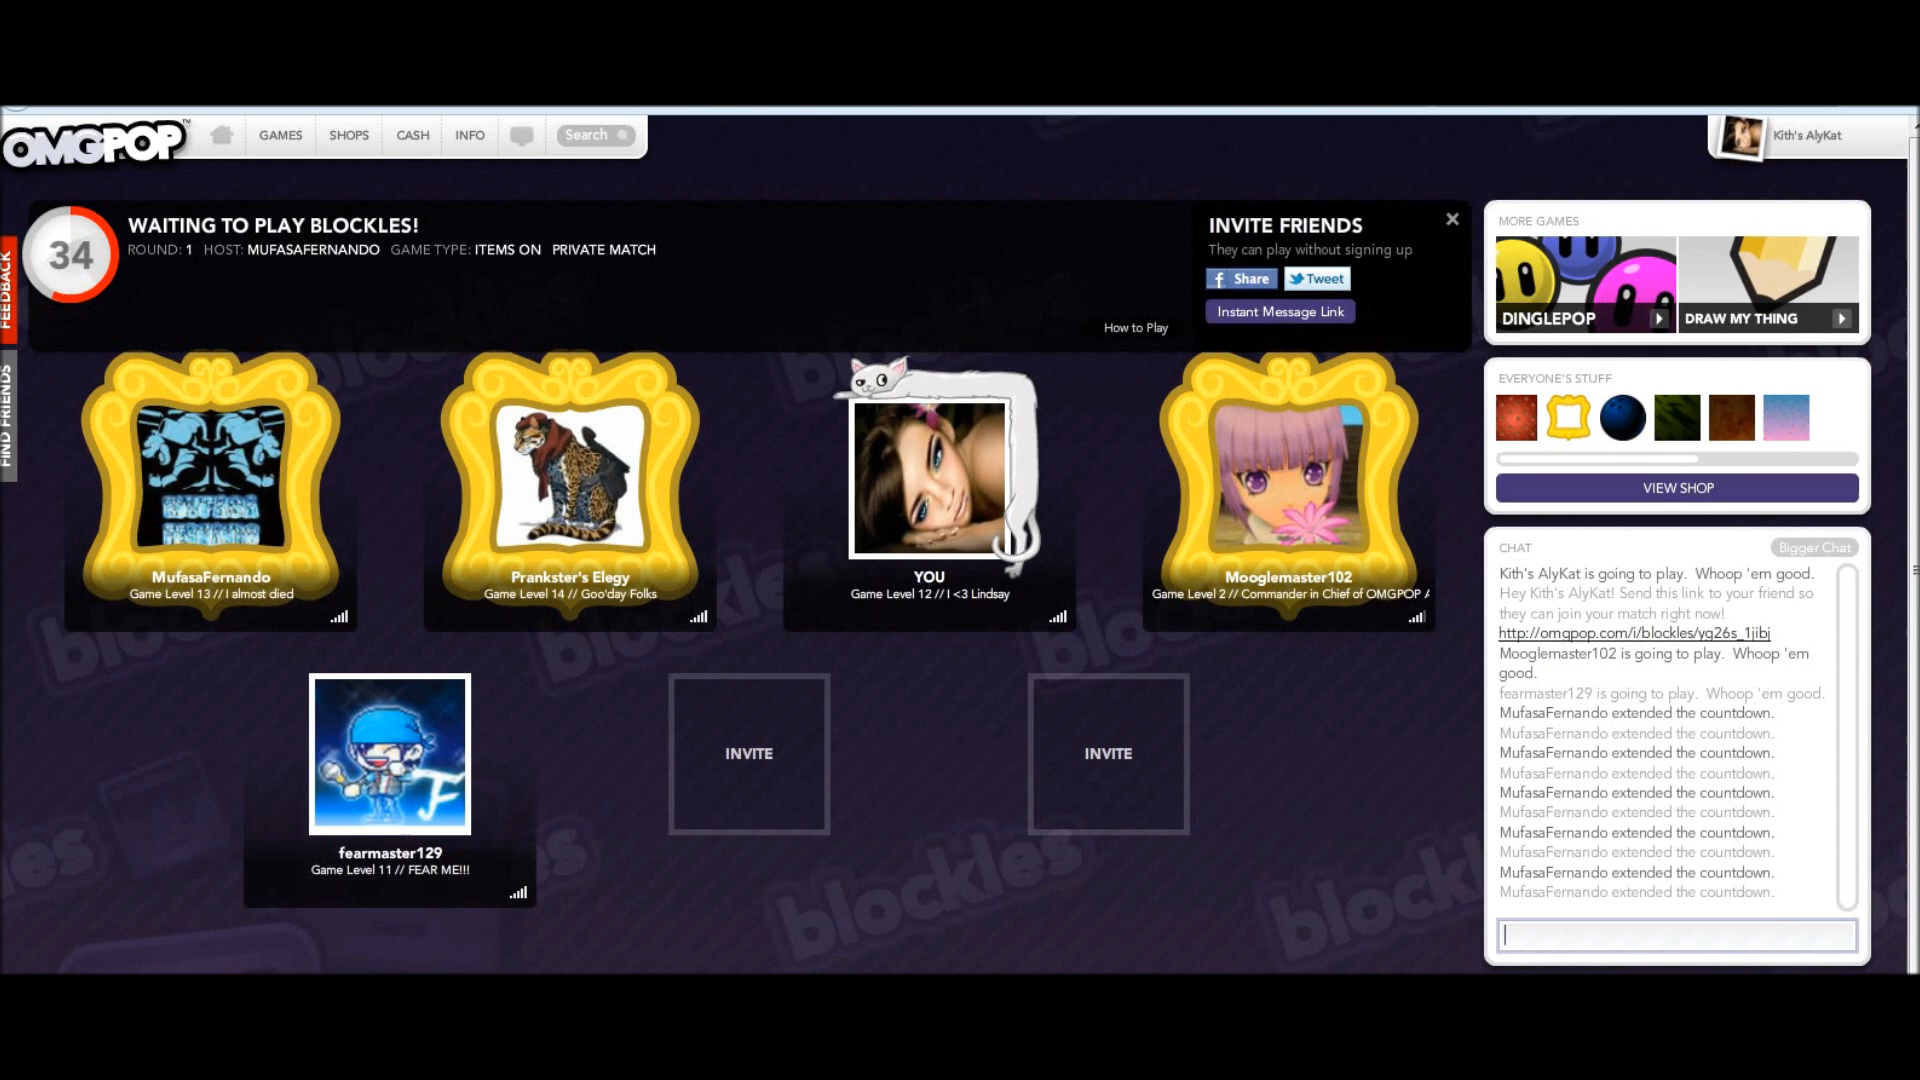 OMGPOP™
GAMES
SHOPS
CASH
INFO
Search
Kith's AlyKat
FEEDBACK
FIND FRIENDS
34
WAITING TO PLAY BLOCKLES!
ROUND: 1 HOST: MUFASAFERNANDO GAME TYPE: ITEMS ON PRIVATE MATCH
How to Play
INVITE FRIENDS
They can play without signing up
f Share
Tweet
Instant Message Link
MORE GAMES
DINGLEPOP
DRAW MY THING
EVERYONE'S STUFF
VIEW SHOP
MufasaFernando
Game Level 13 // I almost died
Prankster's Elegy
Game Level 14 // Goo'day Folks
YOU
Game Level 12 // I <3 Lindsay
Mooglemaster102
Game Level 2 // Commander in Chief of OMGPOP A
fearmaster129
Game Level 11 // FEAR ME!!!
INVITE
INVITE
CHAT
Bigger Chat
Kith's AlyKat is going to play. Whoop 'em good.
Hey Kith's AlyKat! Send this link to your friend so
they can join your match right now!
http://omgpop.com/i/blockles/yg26s_1jibj
Mooglemaster102 is going to play. Whoop 'em
good.
fearmaster129 is going to play. Whoop 'em good.
MufasaFernando extended the countdown.
MufasaFernando extended the countdown.
MufasaFernando extended the countdown.
MufasaFernando extended the countdown.
MufasaFernando extended the countdown.
MufasaFernando extended the countdown.
MufasaFernando extended the countdown.
MufasaFernando extended the countdown.
MufasaFernando extended the countdown.
MufasaFernando extended the countdown.
blockles
blockles
blockles
blockles